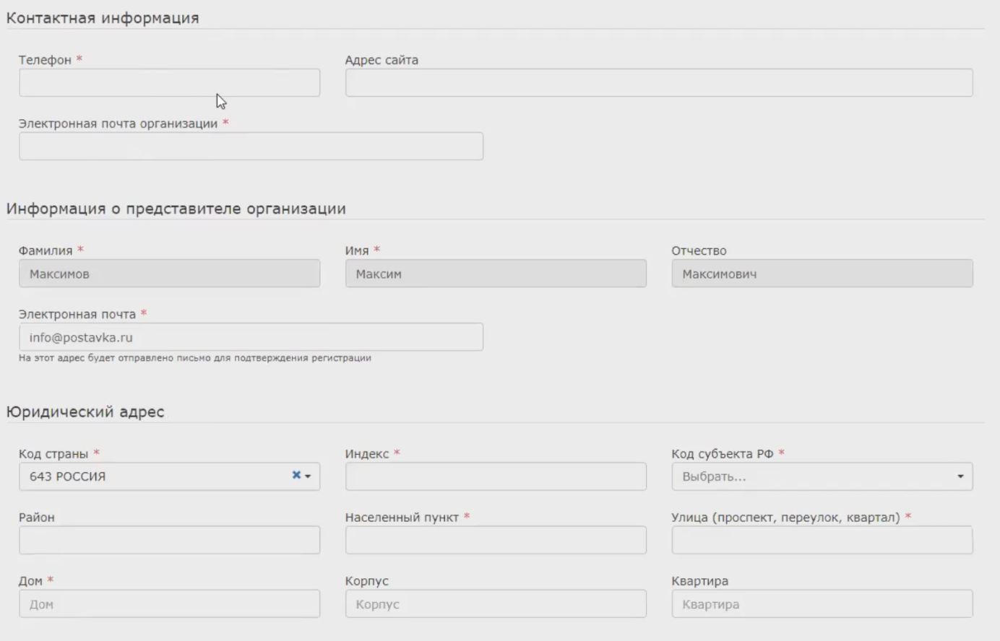 Контактная информация
Телефон *
Адрес сайта
Электронная почта организации *
Информация о представителе организации
Фамилия *
Имя *
Отчество
Максимов
Максим
Максимович
Электронная почта *
info@postavka.ru
На этот адрес будет отправлено письмо для подтверждения регистрации
Юридический адрес
Код страны *
Индекс *
Код субъекта РФ *
643 РОССИЯ
Выбрать...
Район
Населенный пункт *
Улица (проспект, переулок, квартал) *
Дом *
Корпус
Квартира
Дом
Корпус
Квартира